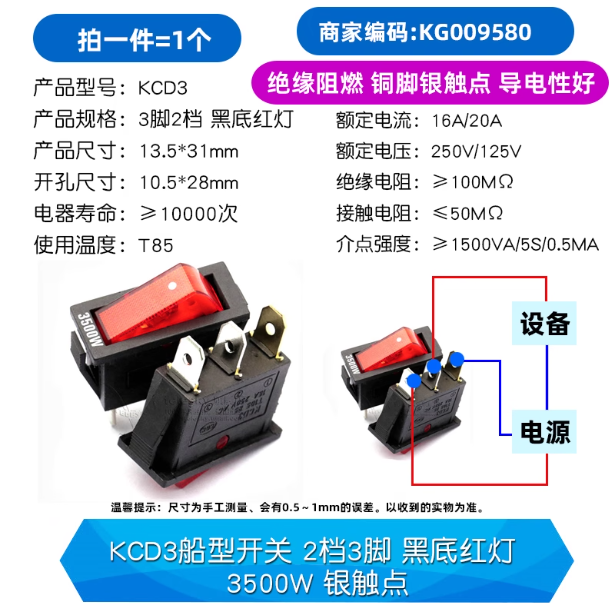 拍一件=1个
商家编码:KG009580
绝缘阻燃 铜脚银触点 导电性好
产品型号： KCD3
产品规格： 3脚2档 黑底红灯
产品尺寸： 13.5*31mm
开孔尺寸： 10.5*28mm
电器寿命： ≥10000次
使用温度： T85
额定电流： 16A/20A
额定电压： 250V/125V
绝缘电阻： ≥100MΩ
接触电阻： ≤50MΩ
介点强度： ≥1500VA/5S/0.5MA
3500W
3500W
设备
电源
温馨提示：尺寸为手工测量、会有0.5～1mm的误差。以收到的实物为准。
KCD3船型开关 2档3脚 黑底红灯
3500W 银触点